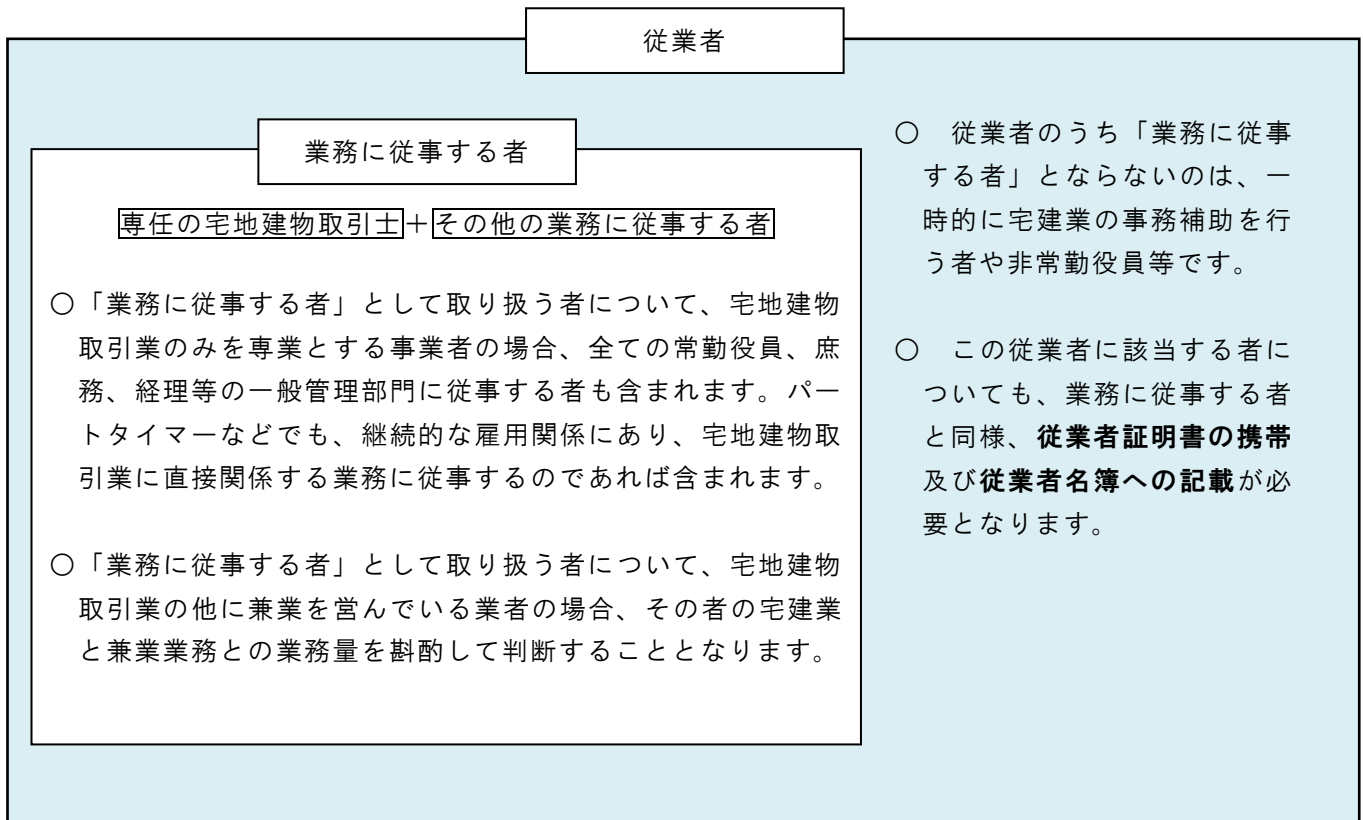 従業者
業務に従事する者
専任の宅地建物取引士＋その他の業務に従事する者
〇「業務に従事する者」として取り扱う者について、宅地建物
取引業のみを専業とする事業者の場合、全ての常勤役員、庶
務、経理等の一般管理部門に従事する者も含まれます。パー
トタイマーなどでも、継続的な雇用関係にあり、宅地建物取
引業に直接関係する業務に従事するのであれば含まれます。
〇「業務に従事する者」として取り扱う者について、宅地建物
取引業の他に兼業を営んでいる業者の場合、その者の宅建業
と兼業業務との業務量を斟酌して判断することとなります。
〇　従業者のうち「業務に従事
する者」とならないのは、一
時的に宅建業の事務補助を行
う者や非常勤役員等です。
〇　この従業者に該当する者に
ついても、業務に従事する者
と同様、従業者証明書の携帯
及び従業者名簿への記載が必
要となります。